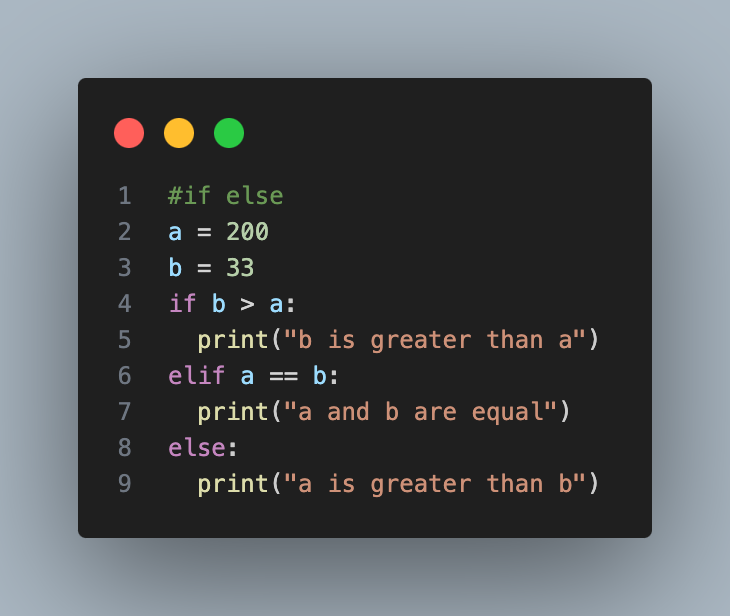 1 #if else
2 a = 200
3 b = 33
4 if b > a:
5   print("b is greater than a")
6 elif a == b:
7   print("a and b are equal")
8 else:
9   print("a is greater than b")